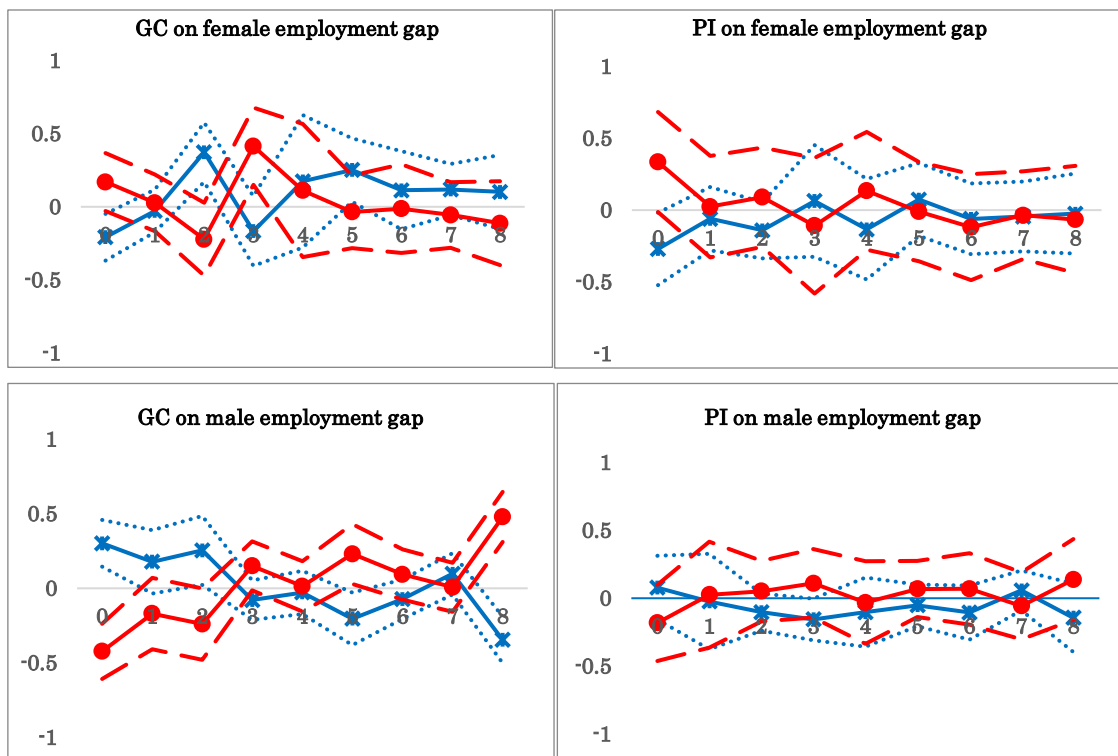 GC on female employment gap
1
0.5
0
-0.5
-1
0 1 2 3 4 5 6 7 8
PI on female employment gap
1
0.5
0
-0.5
-1
0 1 2 3 4 5 6 7 8
GC on male employment gap
1
0.5
0
-0.5
-1
0 1 2 3 4 5 6 7 8
PI on male employment gap
1
0.5
0
-0.5
-1
0 1 2 3 4 5 6 7 8